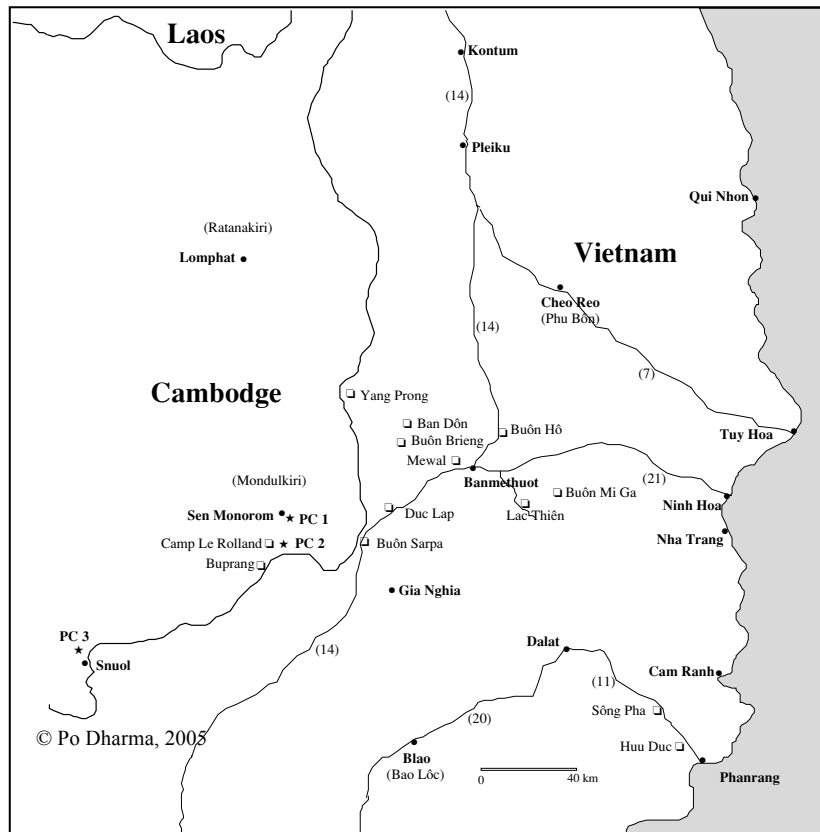 Laos
Kontum
(14)
Pleiku
Qui Nhon
(Ratanakiri)
Lomphat
Vietnam
Cheo Reo
(Phu Bôn)
(14)
(7)
Cambodge
Yang Prong
Ban Dôn
Buôn Hô
Tuy Hoa
Buôn Brieng
Mewal
Banmethuot
(21)
(Mondulkiri)
Buôn Mi Ga
Ninh Hoa
Sen Monorom
PC 1
Duc Lap
Lac Thiên
Nha Trang
Camp Le Rolland
PC 2
Buôn Sarpa
Buprang
Gia Nghia
PC 3
Snuol
(14)
Dalat
Cam Ranh
(11)
Sông Pha
(20)
© Po Dharma, 2005
Huu Duc
Blao
(Bao Lôc)
0 40 km
Phanrang